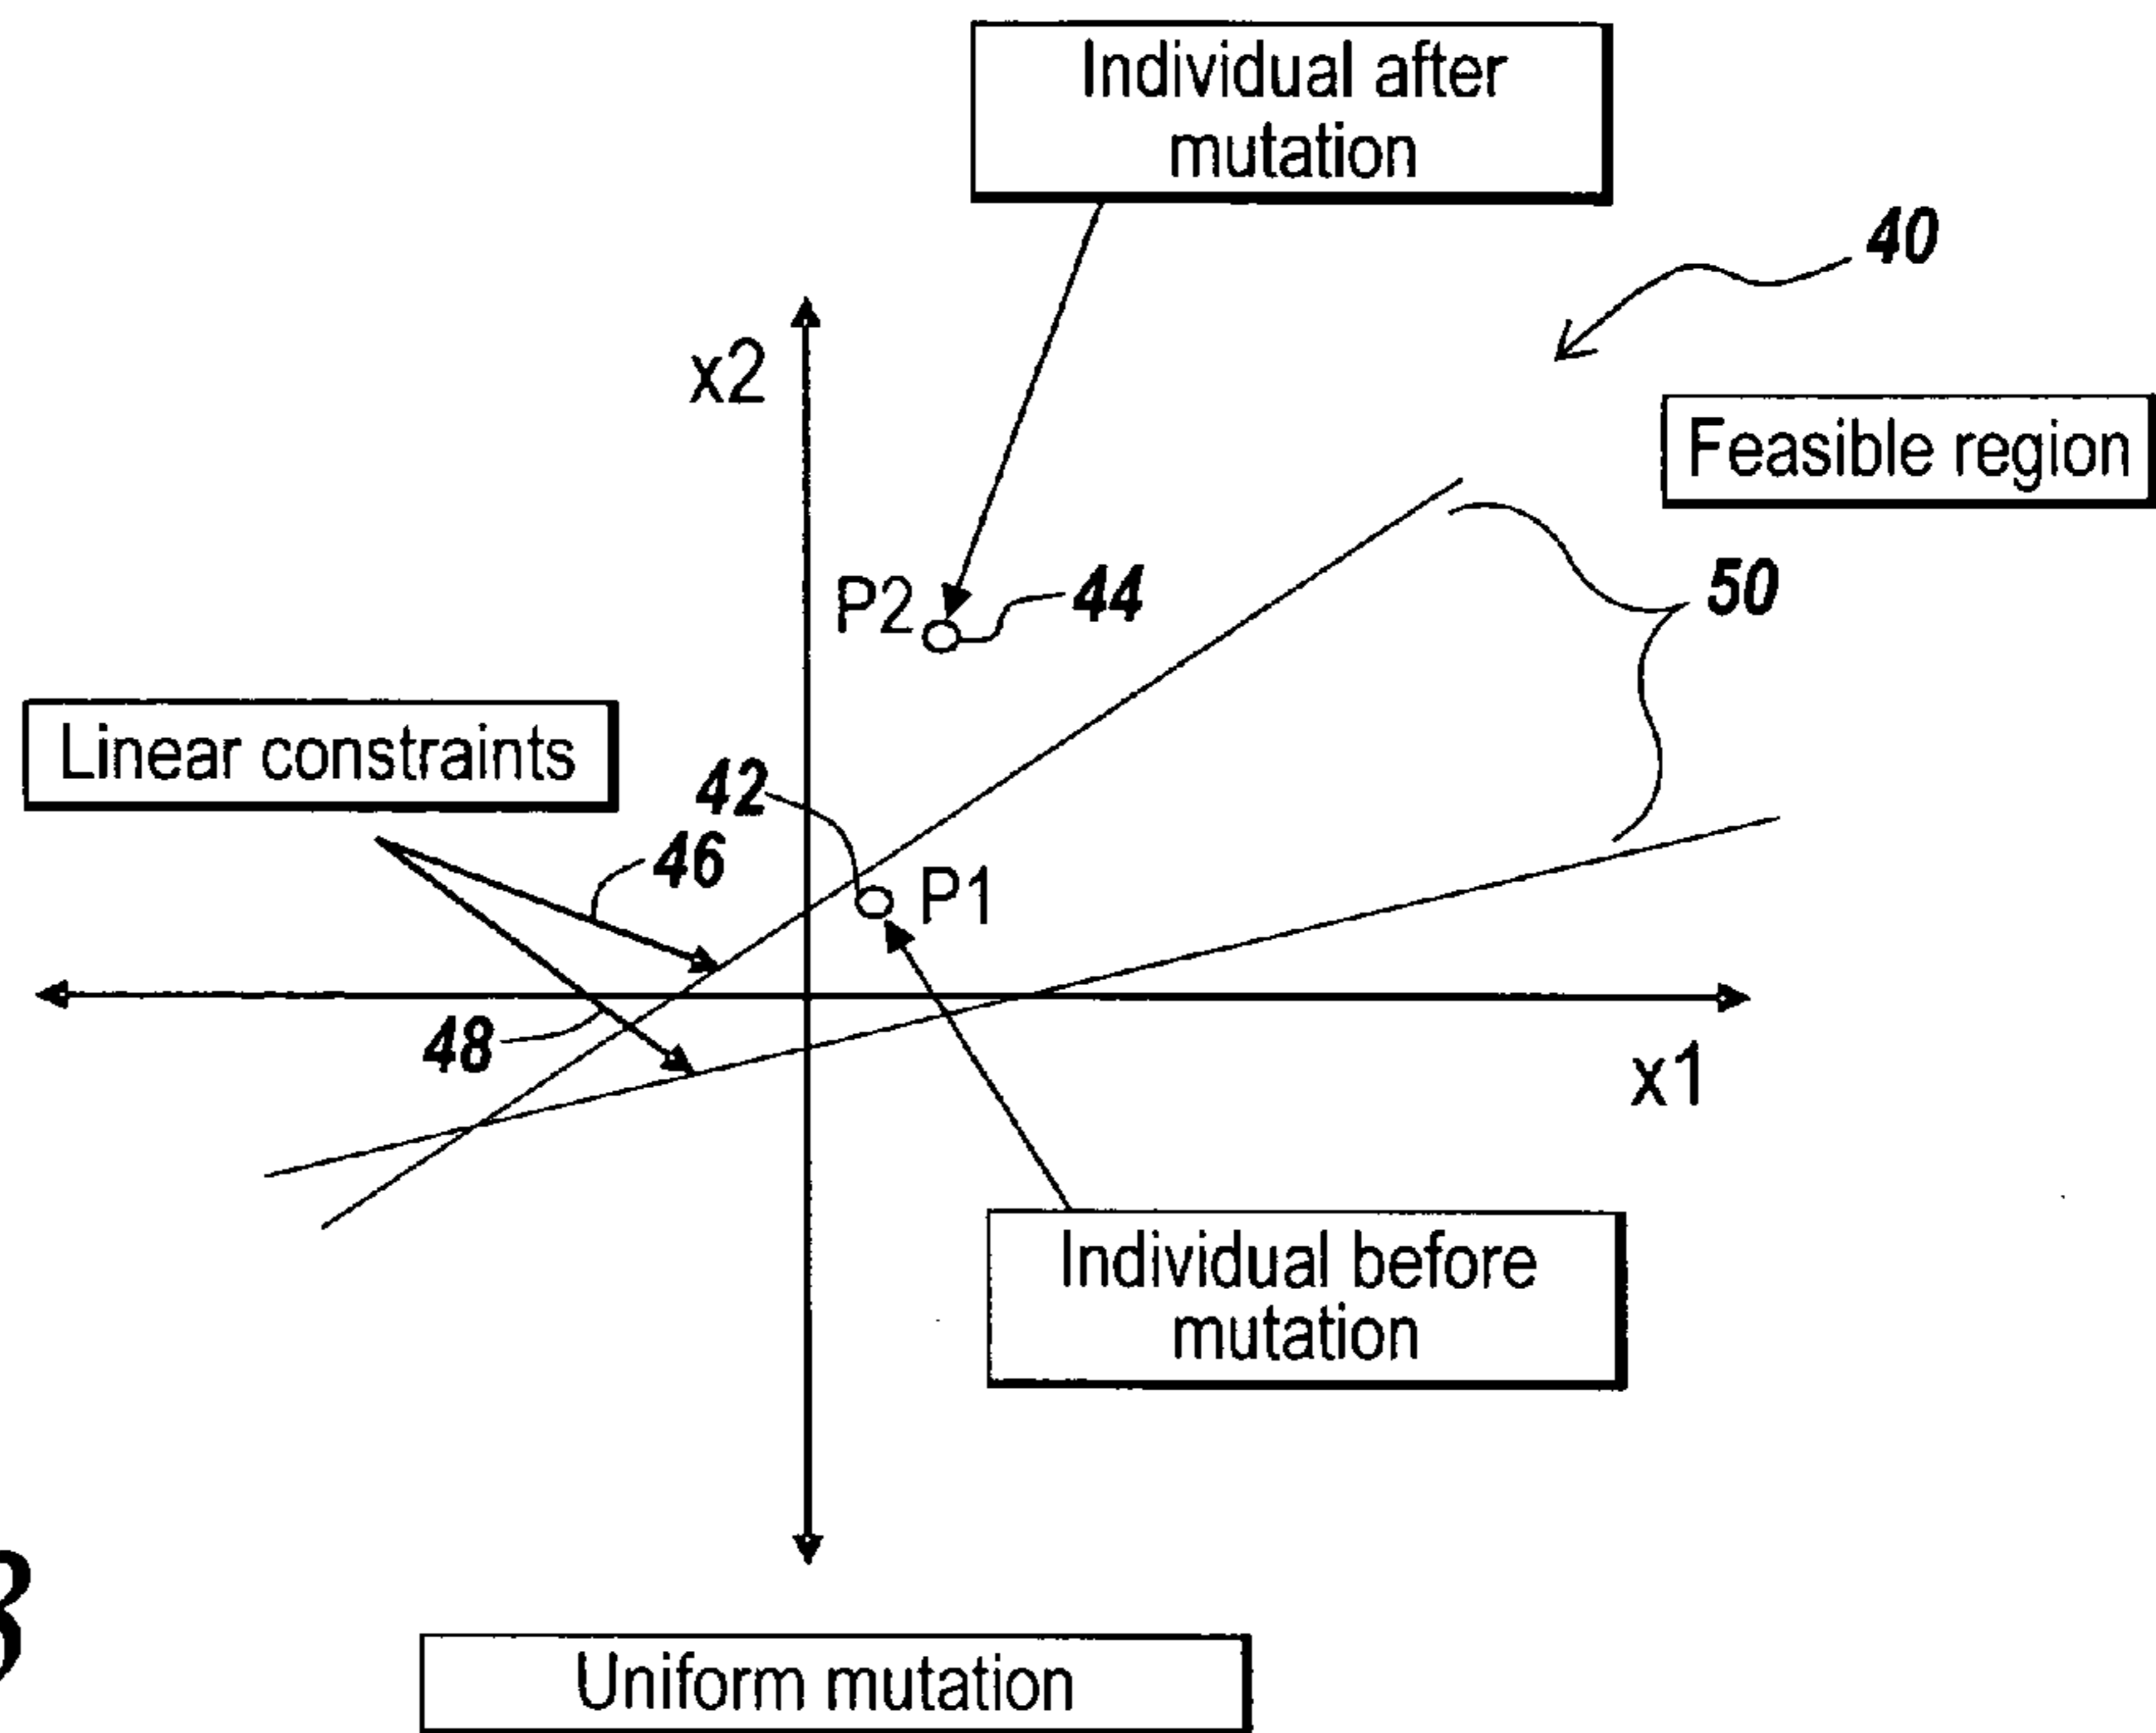 Individual after
mutation
40
x2
Feasible region
P2
44
50
Linear constraints
42
46
P1
48
x1
Individual before
mutation
Uniform mutation